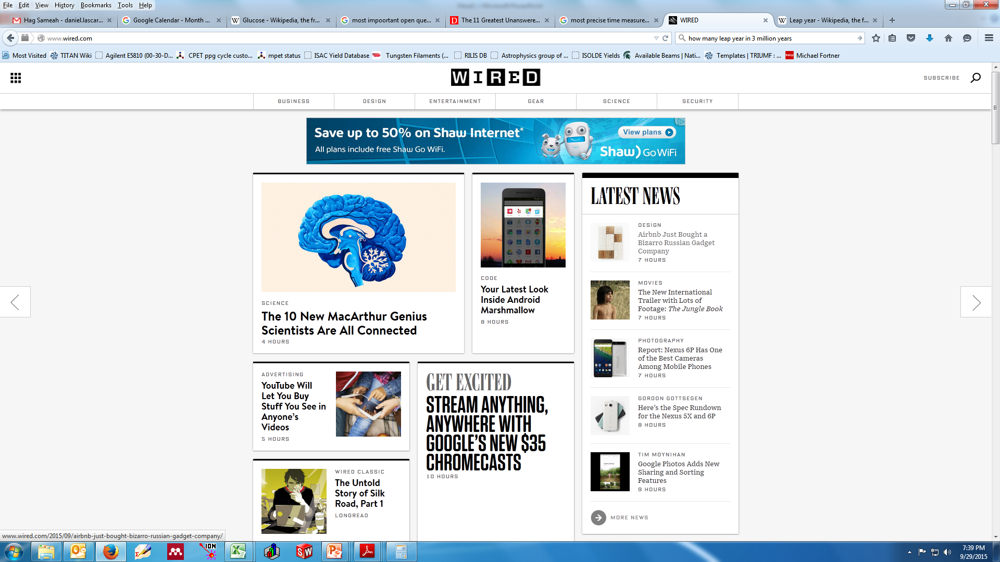 File Edit View History Bookmarks Tools Help
Hag Sameah - daniel.lascar...
Google Calendar - Month ...
Glucose - Wikipedia, the fr...
most impoortant open que...
The 11 Greatest Unanswere...
most precise time measure...
WIRED
Leap year - Wikipedia, the f...
www.wired.com
how many leap year in 3 million years
Most Visited
TITAN Wiki
Agilent E5810 (00-30-D...
CPET ppg cycle custo...
mpet status
ISAC Yield Database
Tungsten Filaments (...
RILIS DB
Astrophysics group of ...
ISOLDE Yields
Available Beams | Nati...
Templates | TRIUMF : ...
Michael Fortner
WIRED
SUBSCRIBE
BUSINESS
DESIGN
ENTERTAINMENT
GEAR
SCIENCE
SECURITY
Save up to 50% on Shaw Internet*
All plans include free Shaw Go WiFi.
View plans
Shaw) Go WiFi
SCIENCE
The 10 New MacArthur Genius
Scientists Are All Connected
4 HOURS
CODE
Your Latest Look
Inside Android
Marshmallow
8 HOURS
ADVERTISING
YouTube Will
Let You Buy
Stuff You See in
Anyone's
Videos
5 HOURS
GET EXCITED
STREAM ANYTHING,
ANYWHERE WITH
GOOGLE'S NEW $35
CHROMECASTS
10 HOURS
WIRED CLASSIC
The Untold
Story of Silk
Road, Part 1
LONGREAD
LATEST NEWS
DESIGN
Airbnb Just Bought a
Bizarro Russian Gadget
Company
7 HOURS
MOVIES
The New International
Trailer with Lots of
Footage: The Jungle Book
7 HOURS
PHOTOGRAPHY
Report: Nexus 6P Has One
of the Best Cameras
Among Mobile Phones
7 HOURS
GORDON GOTTSEGEN
Here's the Spec Rundown
for the Nexus 5X and 6P
8 HOURS
TIM MOYNIHAN
Google Photos Adds New
Sharing and Sorting
Features
9 HOURS
MORE NEWS
www.wired.com/2015/09/airbnb-just-bought-bizarro-russian-gadget-company/
ION
7:39 PM
9/29/2015